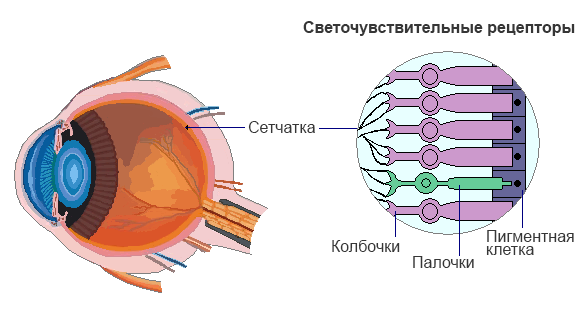 Светочувствительные рецепторы
Сетчатка
Колбочки
Палочки
Пигментная
клетка